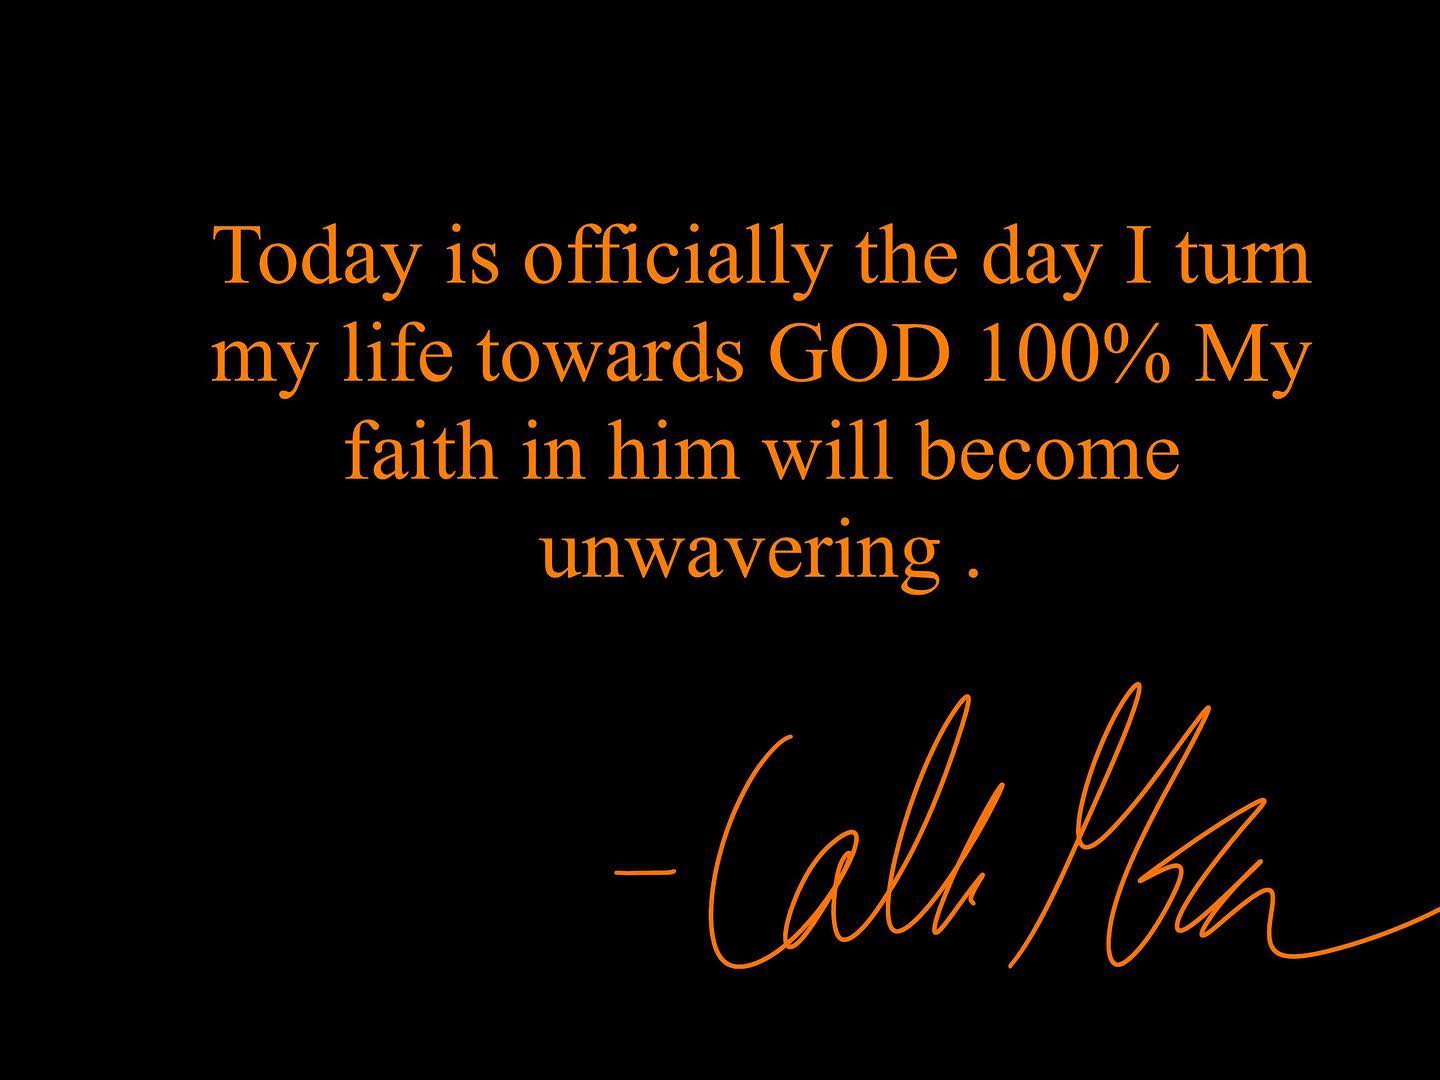 Today is officially the day I turn
my life towards GOD 100% My
faith in him will become
unwavering .